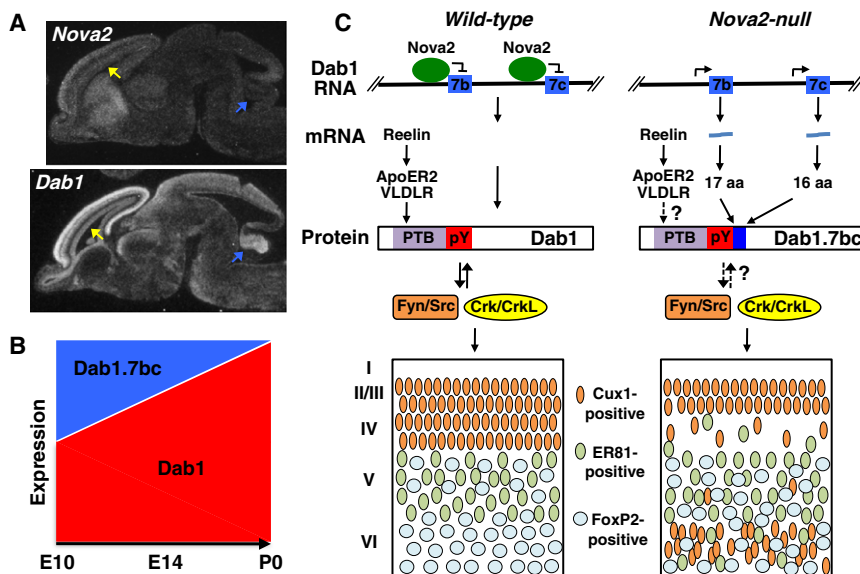 A
Nova2
Dab1
B
Dab1.7bc
Dab1
Expression
E10 E14 P0
C
Wild-type
Nova2-null
Nova2 Nova2
Dab1
RNA
7b 7c
7b 7c
mRNA
Reelin
ApoER2
VLDLR
Reelin
ApoER2
VLDLR
?
17 aa
16 aa
Protein
PTB pY Dab1
PTB pY Dab1.7bc
?
Fyn/Src Crk/CrkL
Fyn/Src Crk/CrkL
I
II/III
IV
V
VI
Cux1-
positive
ER81-
positive
FoxP2-
positive